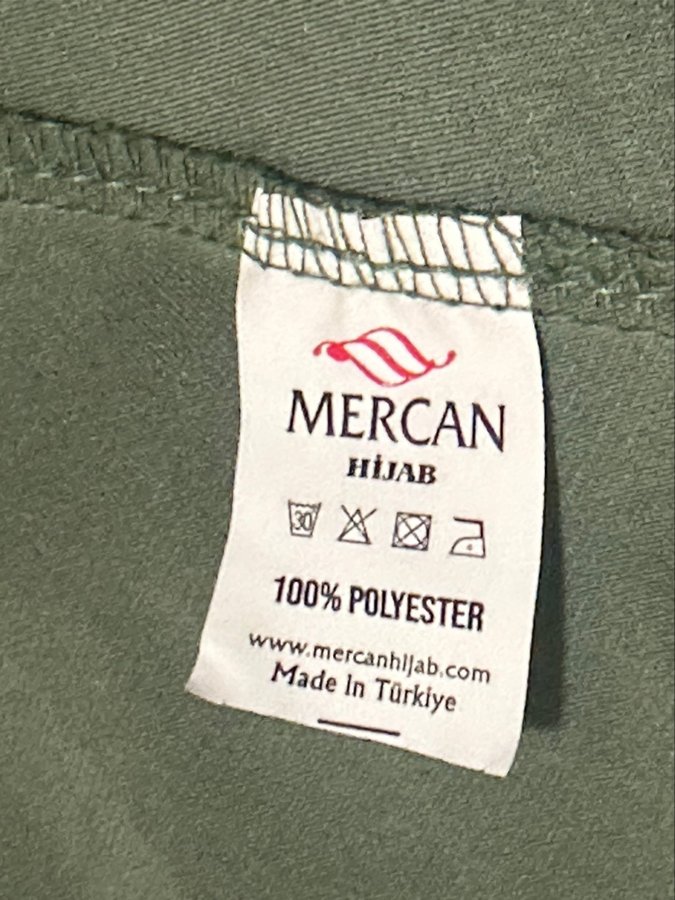 MERCAN
HİJAB
30
100% POLYESTER
www.mercanhijab.com
Made in Türkiye